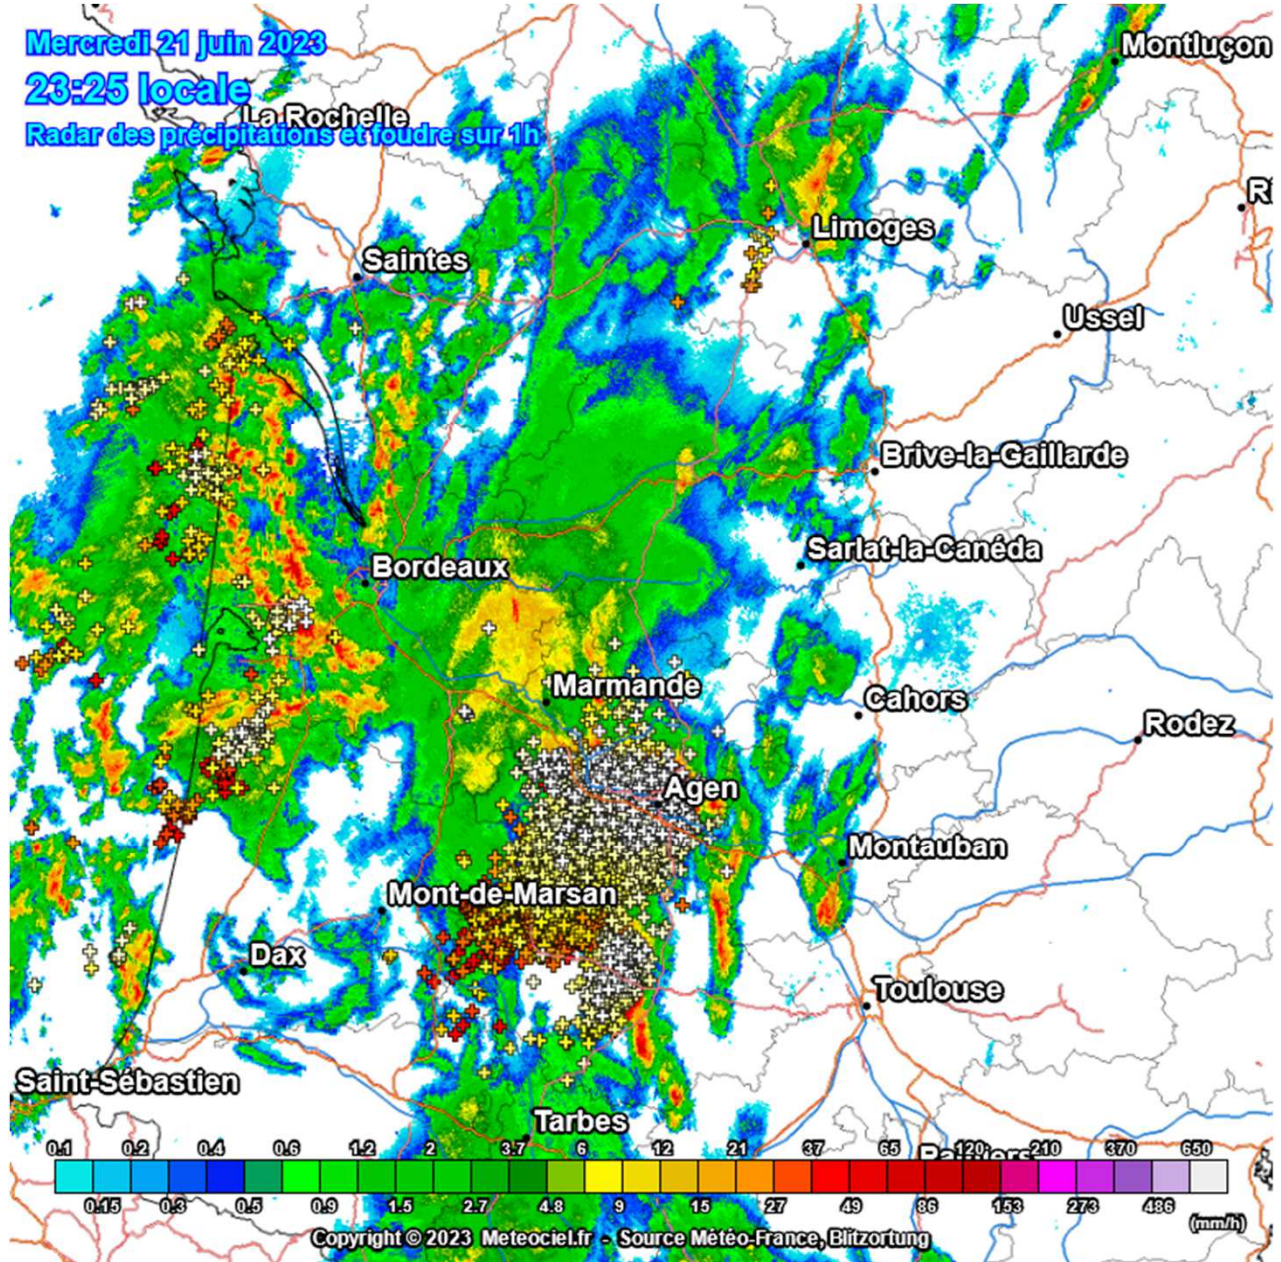 Mercredi 21 juin 2023
Montluçon
23:25 locale
La Rochelle
Radar des précipitations et foudre sur 1h
Limoges
Saintes
Ussel
Brive-la-Gaillarde
Sarlat-la-Canéda
Bordeaux
Marmande
Cahors
Rodez
Agen
Montauban
Mont-de-Marsan
Dax
Toulouse
Saint-Sébastien
Tarbes
0.1 0.2 0.4 0.6 1.2 2 3.7 6 12 21 37 65 120 210 370 650
0.15 0.3 0.5 0.9 1.5 2.7 4.8 9 15 27 49 86 153 273 486
(mm/h)
Copyright © 2023 Meteociel.fr - Source Météo-France, Blitzortung